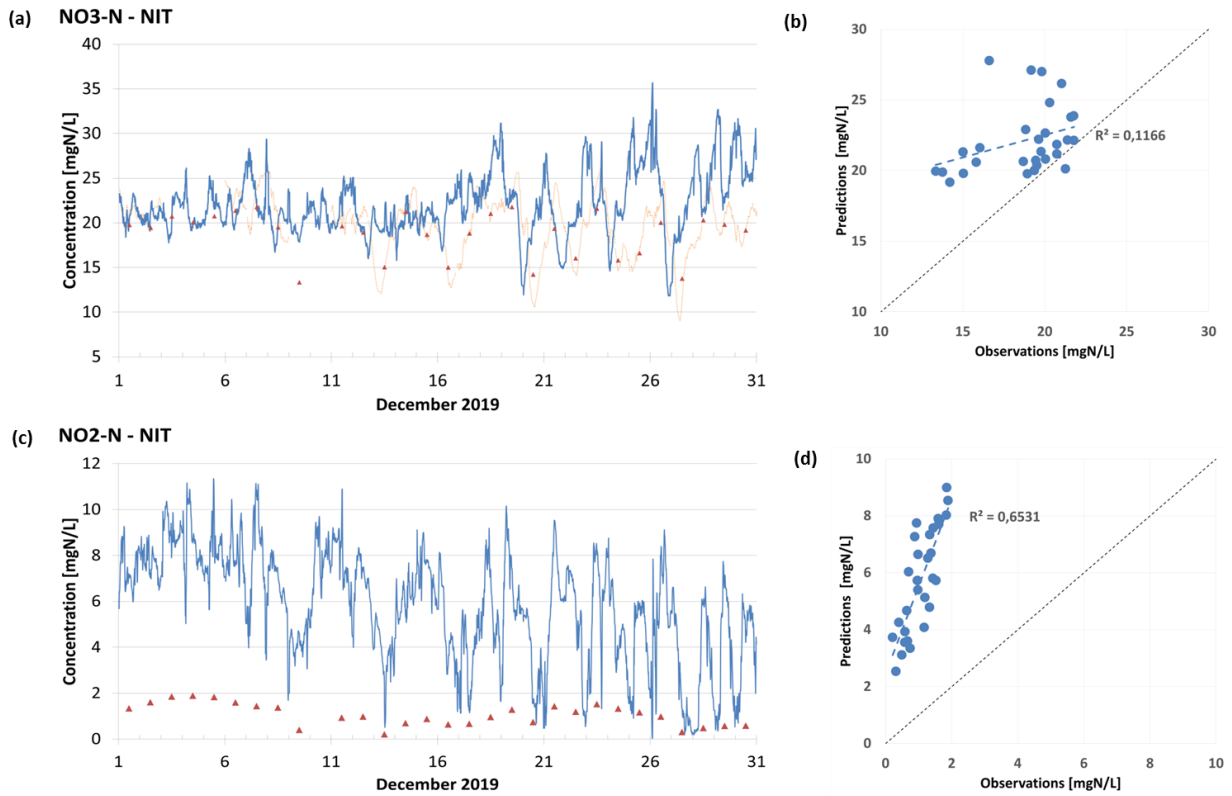 (a) NO3-N - NIT
Concentration [mgN/L]
40
35
30
25
20
15
10
5
1 6 11 16 21 26 31
December 2019
(b)
Predictions [mgN/L]
30
25
20
15
10
R² = 0,1166
10 15 20 25 30
Observations [mgN/L]
(c) NO2-N - NIT
Concentration [mgN/L]
12
10
8
6
4
2
0
1 6 11 16 21 26 31
December 2019
(d)
Predictions [mgN/L]
10
8
6
4
2
0
R² = 0,6531
0 2 4 6 8 10
Observations [mgN/L]